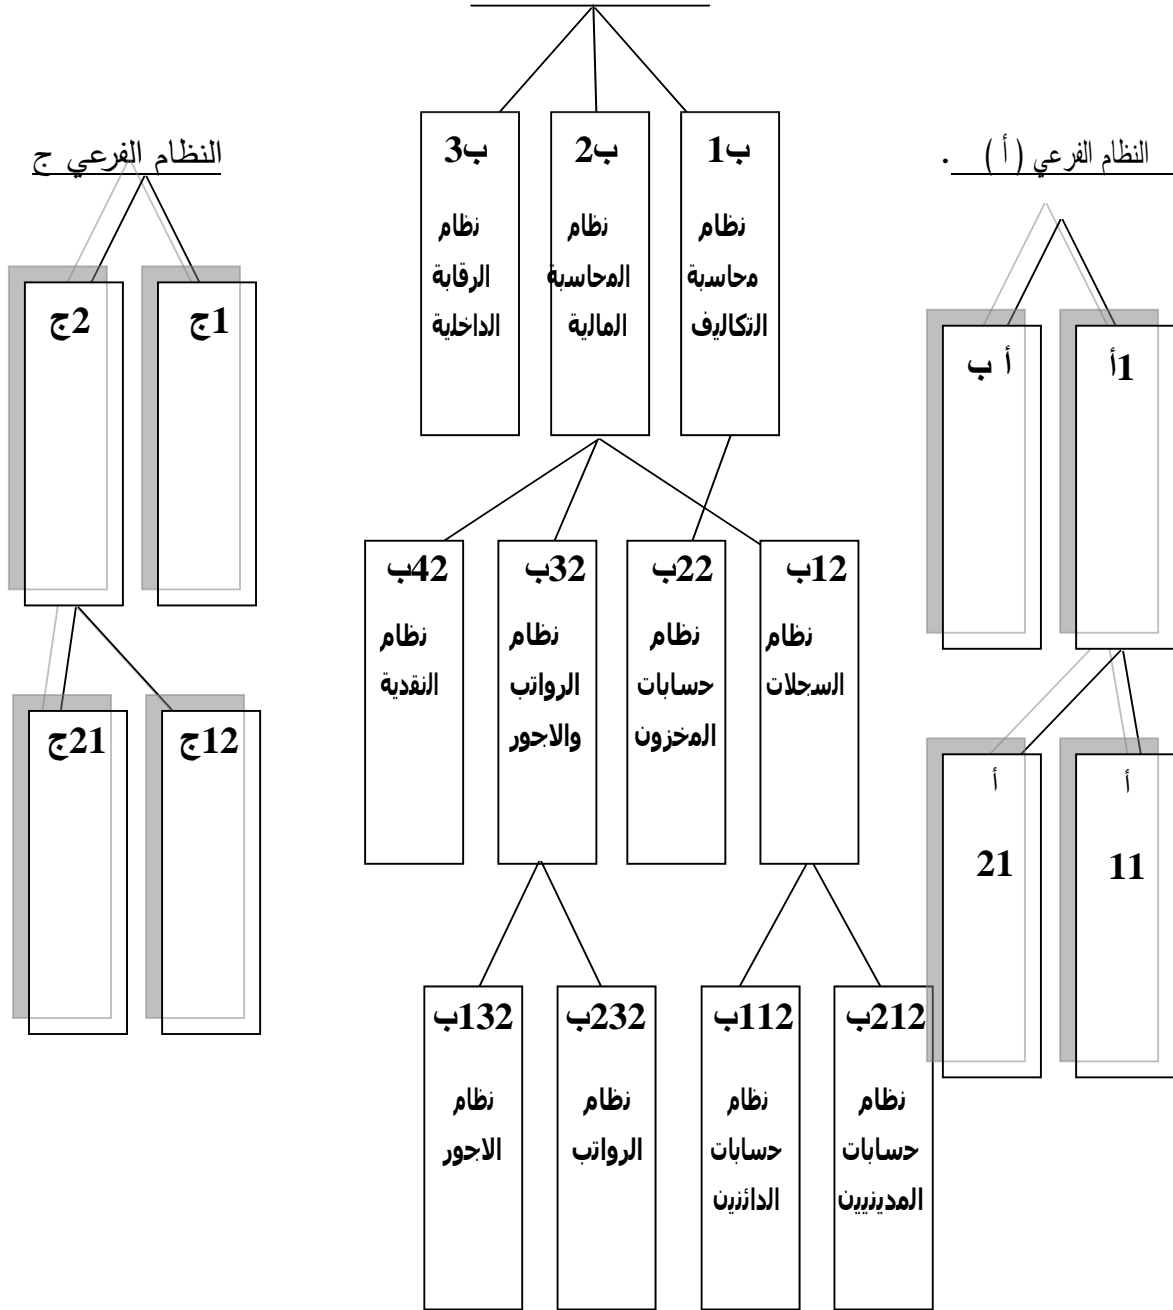 النظام الفرعي ( أ ) .
أ1
أ ب
أ
11
أ
21
ب1
نظام
محاسبة
التكاليف
ب2
نظام
المحاسبة
المالية
ب3
نظام
الرقابة
الداخلية
ب12
نظام
السجلات
ب22
نظام
حسابات
المخزون
ب32
نظام
الرواتب
والاجور
ب42
نظام
النقدية
ب212
نظام
حسابات
المدينيين
ب112
نظام
حسابات
الدائنين
ب232
نظام
الرواتب
ب132
نظام
الاجور
النظام الفرعي ج
ج1
ج2
ج12
ج21